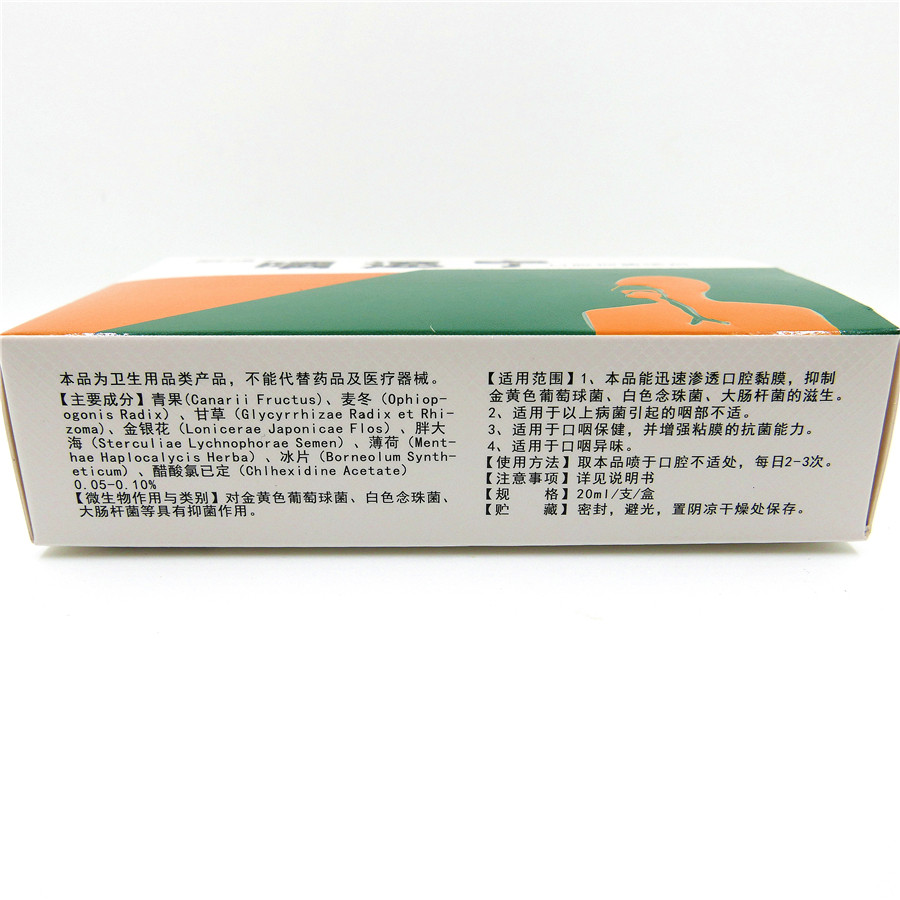 本品为卫生用品类产品，不能代替药品及医疗器械。
【主要成分】青果(Canarii Fructus)、麦冬（Ophiop-
ogonis Radix）、甘草（Glycyrrhizae Radix et Rhi-
zoma)、金银花（Lonicerae Japonicae Flos）、胖大
海（Sterculiae Lychnophorae Semen）、薄荷（Ment-
hae Haplocalycis Herba）、冰片（Borneolum Synth-
eticum）、醋酸氯已定（Chlhexidine Acetate）
0.05-0.10%
【微生物作用与类别】对金黄色葡萄球菌、白色念珠菌、
大肠杆菌等具有抑菌作用。
【适用范围】1、本品能迅速渗透口腔黏膜，抑制
金黄色葡萄球菌、白色念珠菌、大肠杆菌的滋生。
2、适用于以上病菌引起的咽部不适。
3、适用于口咽保健，并增强粘膜的抗菌能力。
4、适用于口咽异味。
【使用方法】取本品喷于口腔不适处，每日2-3次。
【注意事项】详见说明书
【规　　格】20ml/支/盒
【贮　　藏】密封，避光，置阴凉干燥处保存。